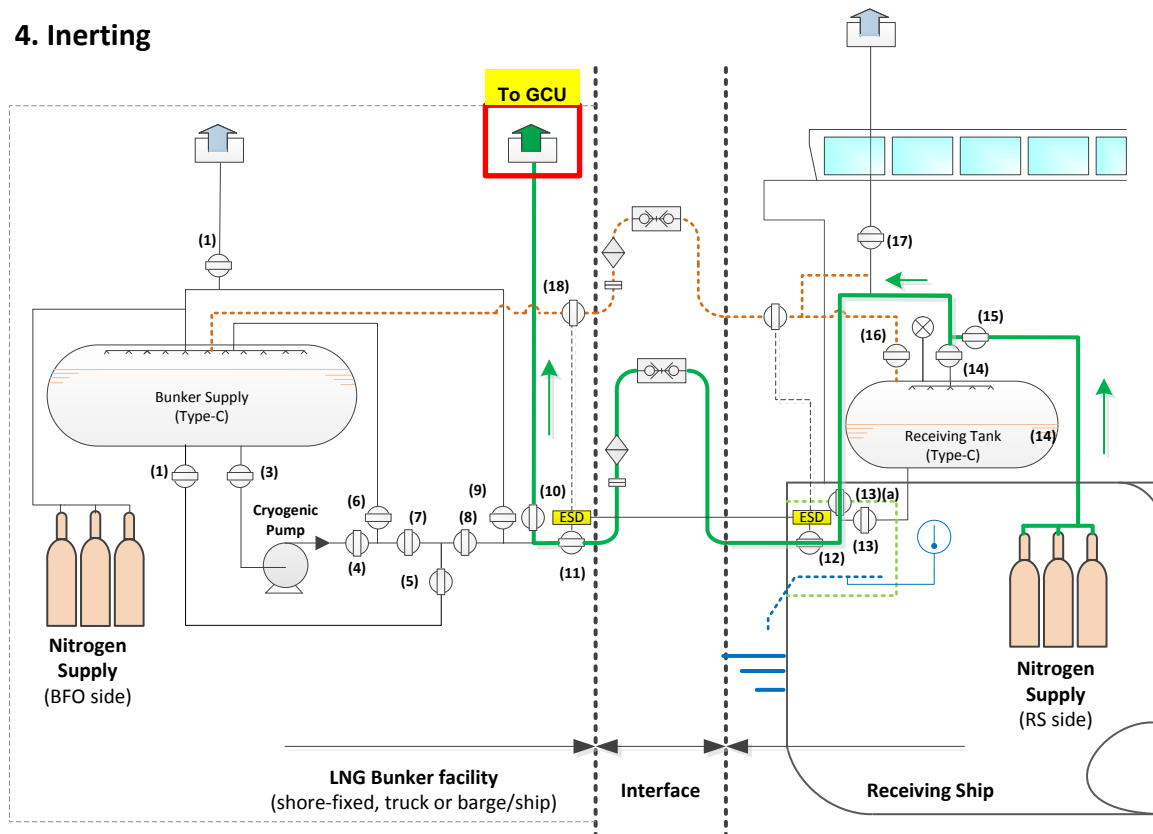 4. Inerting
To GCU
(1)
(18)
(17)
(15)
(16)
(14)
Bunker Supply
(Type-C)
Receiving Tank
(Type-C)
(14)
(1)
(3)
(6)
(9)
(10)
(13)(a)
Cryogenic
Pump
(7)
(8)
ESD
ESD
(4)
(5)
(11)
(12)
(13)
Nitrogen
Supply
(BFO side)
Nitrogen
Supply
(RS side)
LNG Bunker facility
(shore-fixed, truck or barge/ship)
Interface
Receiving Ship